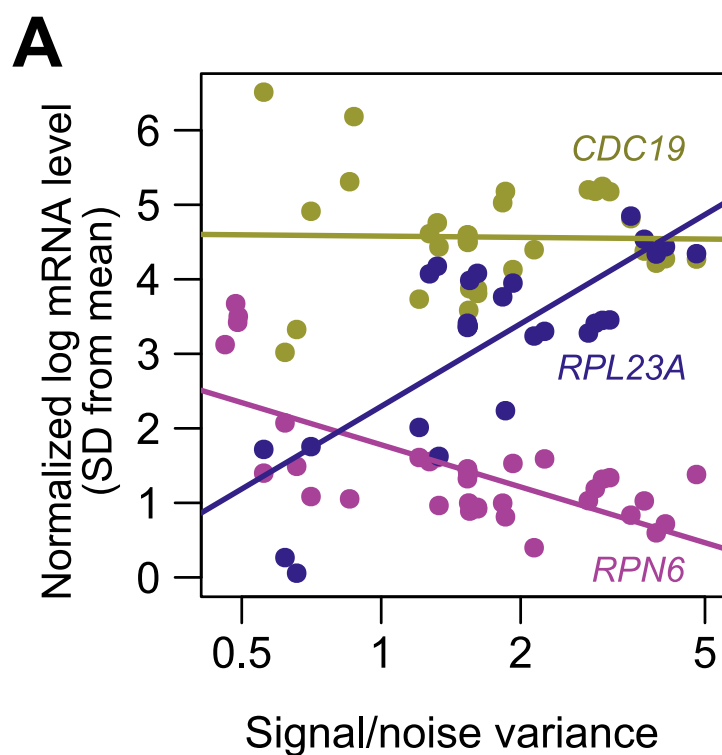 A
Normalized log mRNA level
(SD from mean)
6
5
4
3
2
1
0
CDC19
RPL23A
RPN6
0.5 1 2 5
Signal/noise variance